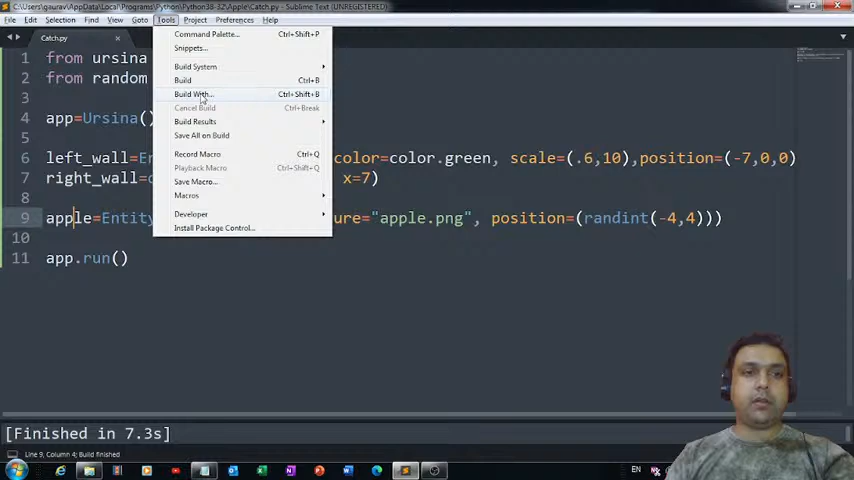 C:\Users\gaurav\AppData\Local\Programs\Python\Python38-32\Apple\Catch.py - Sublime Text (UNREGISTERED)
File Edit Selection Find View Goto Tools Project Preferences Help
Catch.py
Command Palette... Ctrl+Shift+P
Snippets...
Build System
Build Ctrl+B
Build With... Ctrl+Shift+B
Cancel Build Ctrl+Break
Build Results
Save All on Build
Record Macro Ctrl+Q
Playback Macro Ctrl+Shift+Q
Save Macro...
Macros
Developer
Install Package Control...
1 from ursina
2 from random
3
4 app=Ursina()
5
6 left_wall=En color=color.green, scale=(.6,10),position=(-7,0,0)
7 right_wall= x=7)
8
9 apple=Entity ure="apple.png", position=(randint(-4,4)))
10
11 app.run()
[Finished in 7.3s]
Line 9, Column 4; Build finished
EN